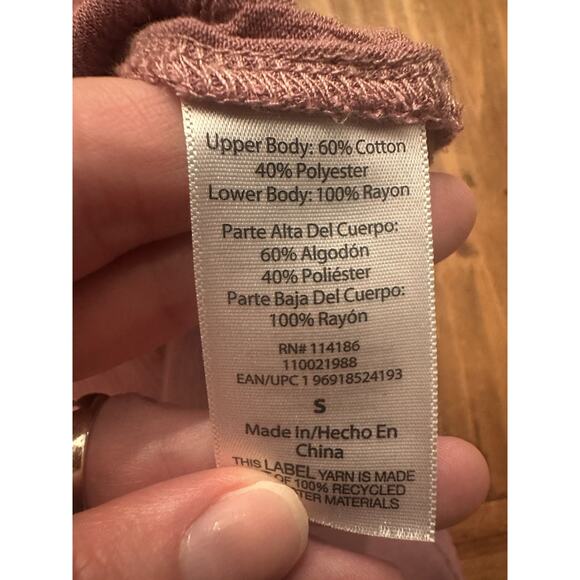 Upper Body: 60% Cotton
40% Polyester
Lower Body: 100% Rayon
Parte Alta Del Cuerpo:
60% Algodón
40% Poliéster
Parte Baja Del Cuerpo:
100% Rayón
RN# 114186
110021988
EAN/UPC 1 96918524193
S
Made In/Hecho En
China
THIS LABEL YARN IS MADE
OF 100% RECYCLED
MATERIALS